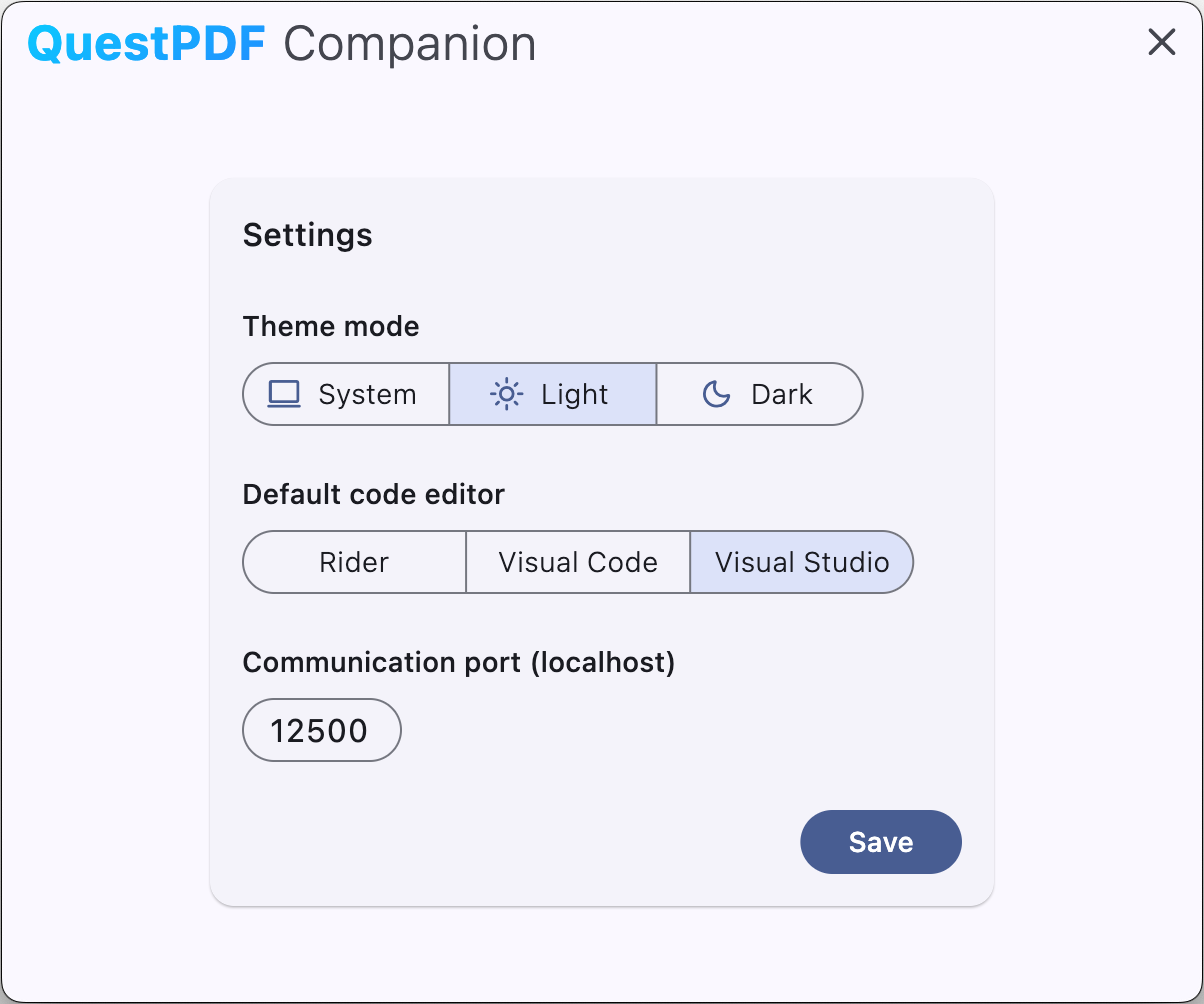 QuestPDF Companion
Settings
Theme mode
System Light Dark
Default code editor
Rider Visual Code Visual Studio
Communication port (localhost)
12500
Save